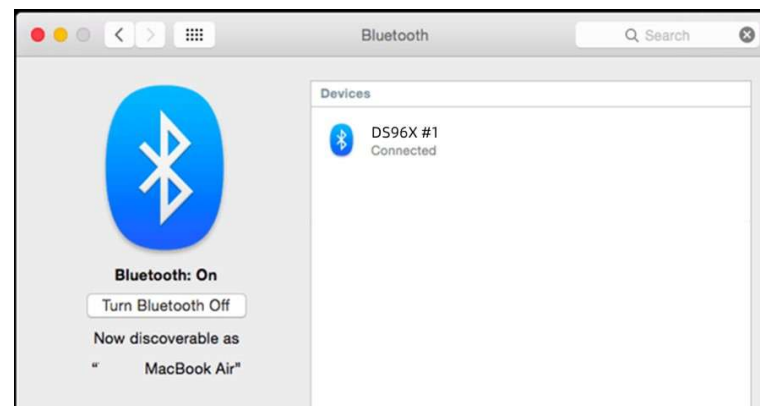 Bluetooth
Search
Devices
DS96X #1
Connected
Bluetooth: On
Turn Bluetooth Off
Now discoverable as
“ MacBook Air”